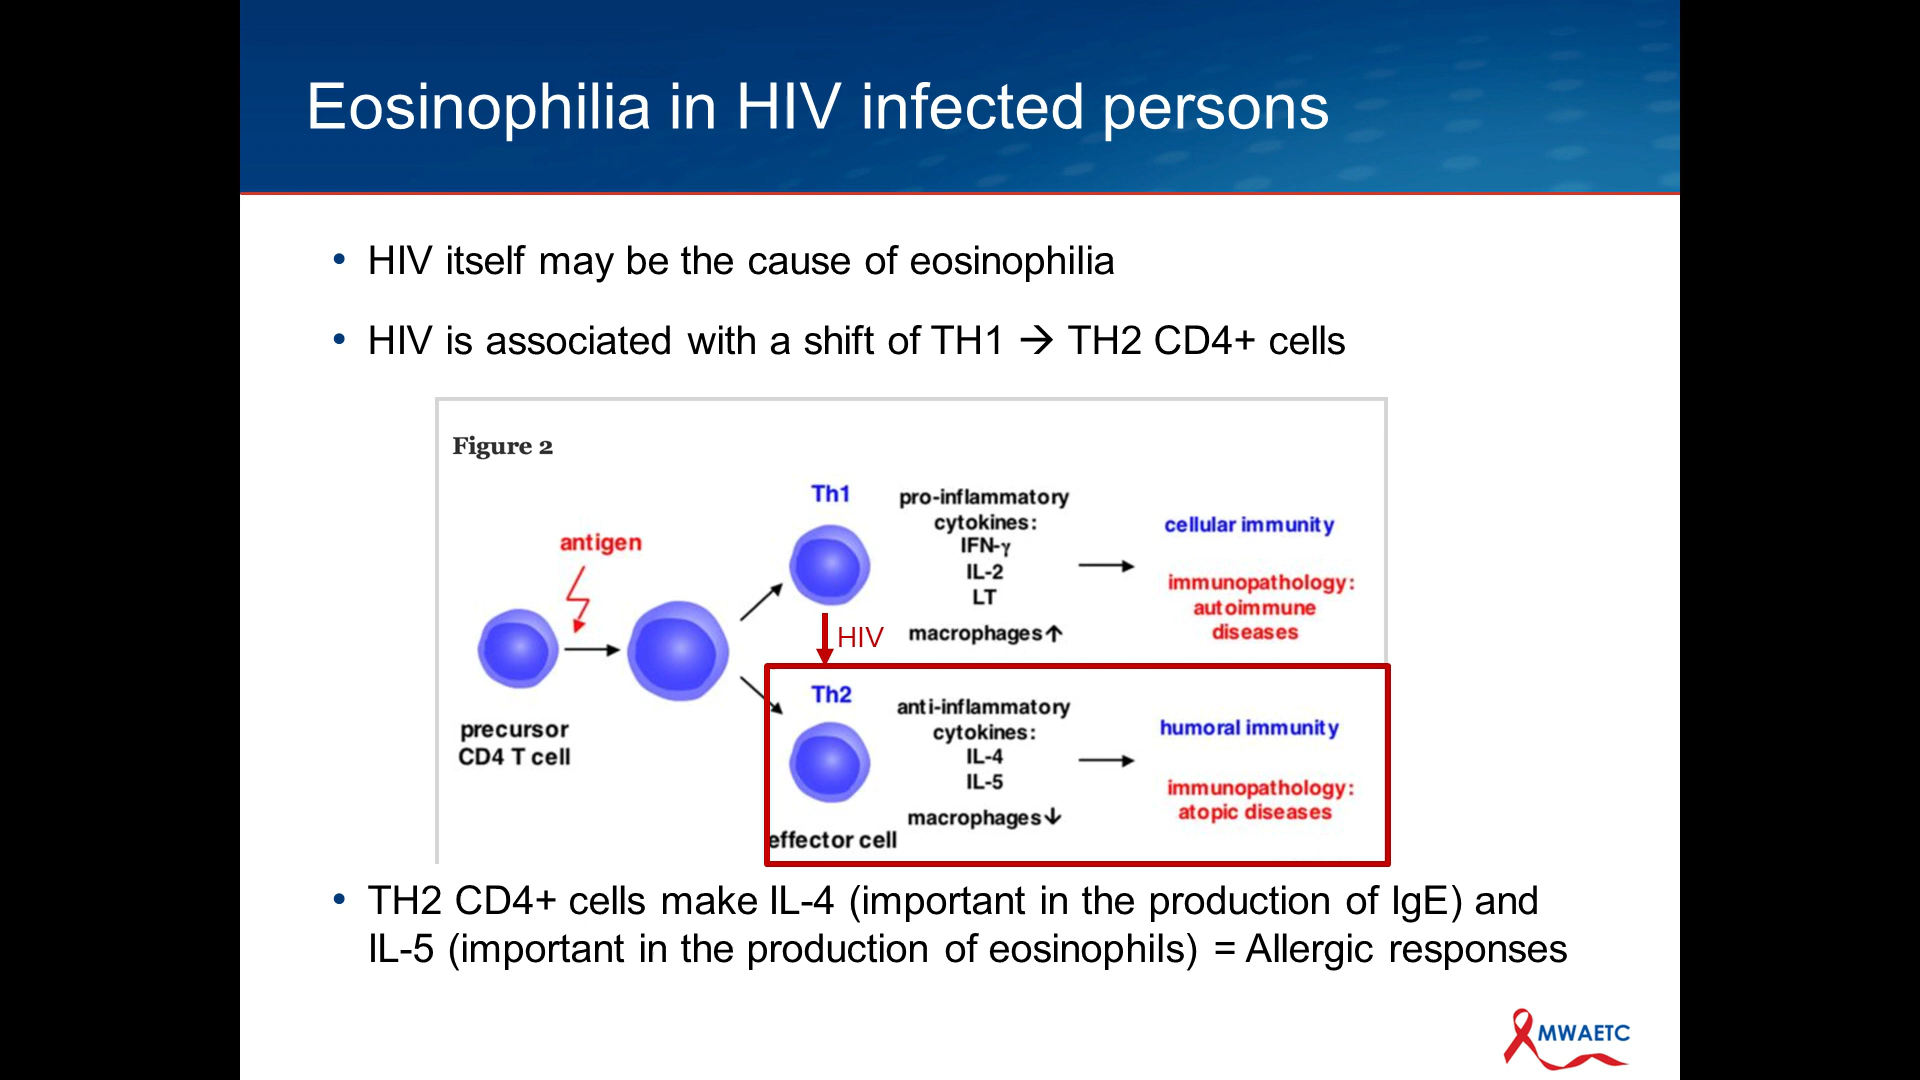 Eosinophilia in HIV infected persons
• HIV itself may be the cause of eosinophilia
• HIV is associated with a shift of TH1 → TH2 CD4+ cells
Figure 2
antigen
precursor
CD4 T cell
Th1
pro-inflammatory
cytokines:
IFN-γ
IL-2
LT
macrophages↑
cellular immunity
immunopathology:
autoimmune
diseases
HIV
Th2
effector cell
anti-inflammatory
cytokines:
IL-4
IL-5
macrophages↓
humoral immunity
immunopathology:
atopic diseases
• TH2 CD4+ cells make IL-4 (important in the production of IgE) and
IL-5 (important in the production of eosinophils) = Allergic responses
MWAETC